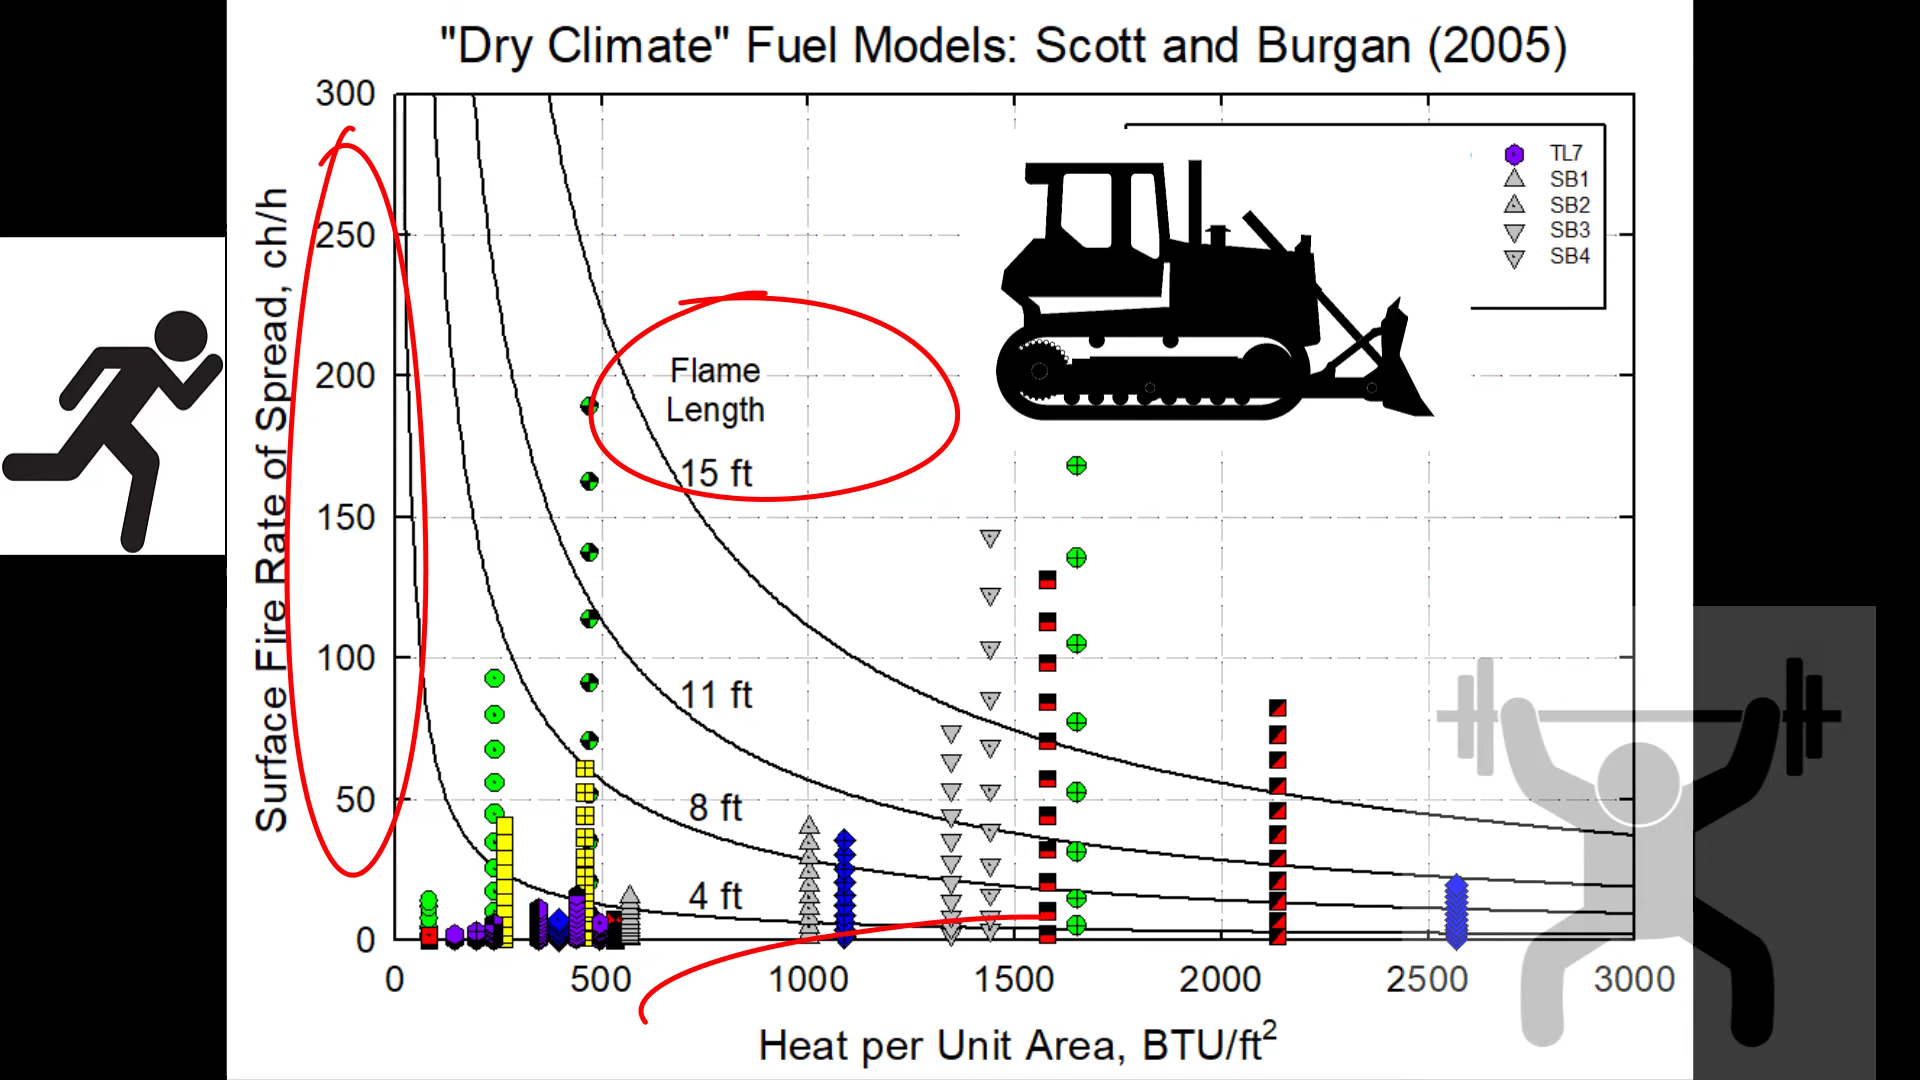 "Dry Climate" Fuel Models: Scott and Burgan (2005)
300
250
200
150
100
50
0
Surface Fire Rate of Spread, ch/h
TL7
SB1
SB2
SB3
SB4
Flame
Length
15 ft
11 ft
8 ft
4 ft
0 500 1000 1500 2000 2500 3000
Heat per Unit Area, BTU/ft²